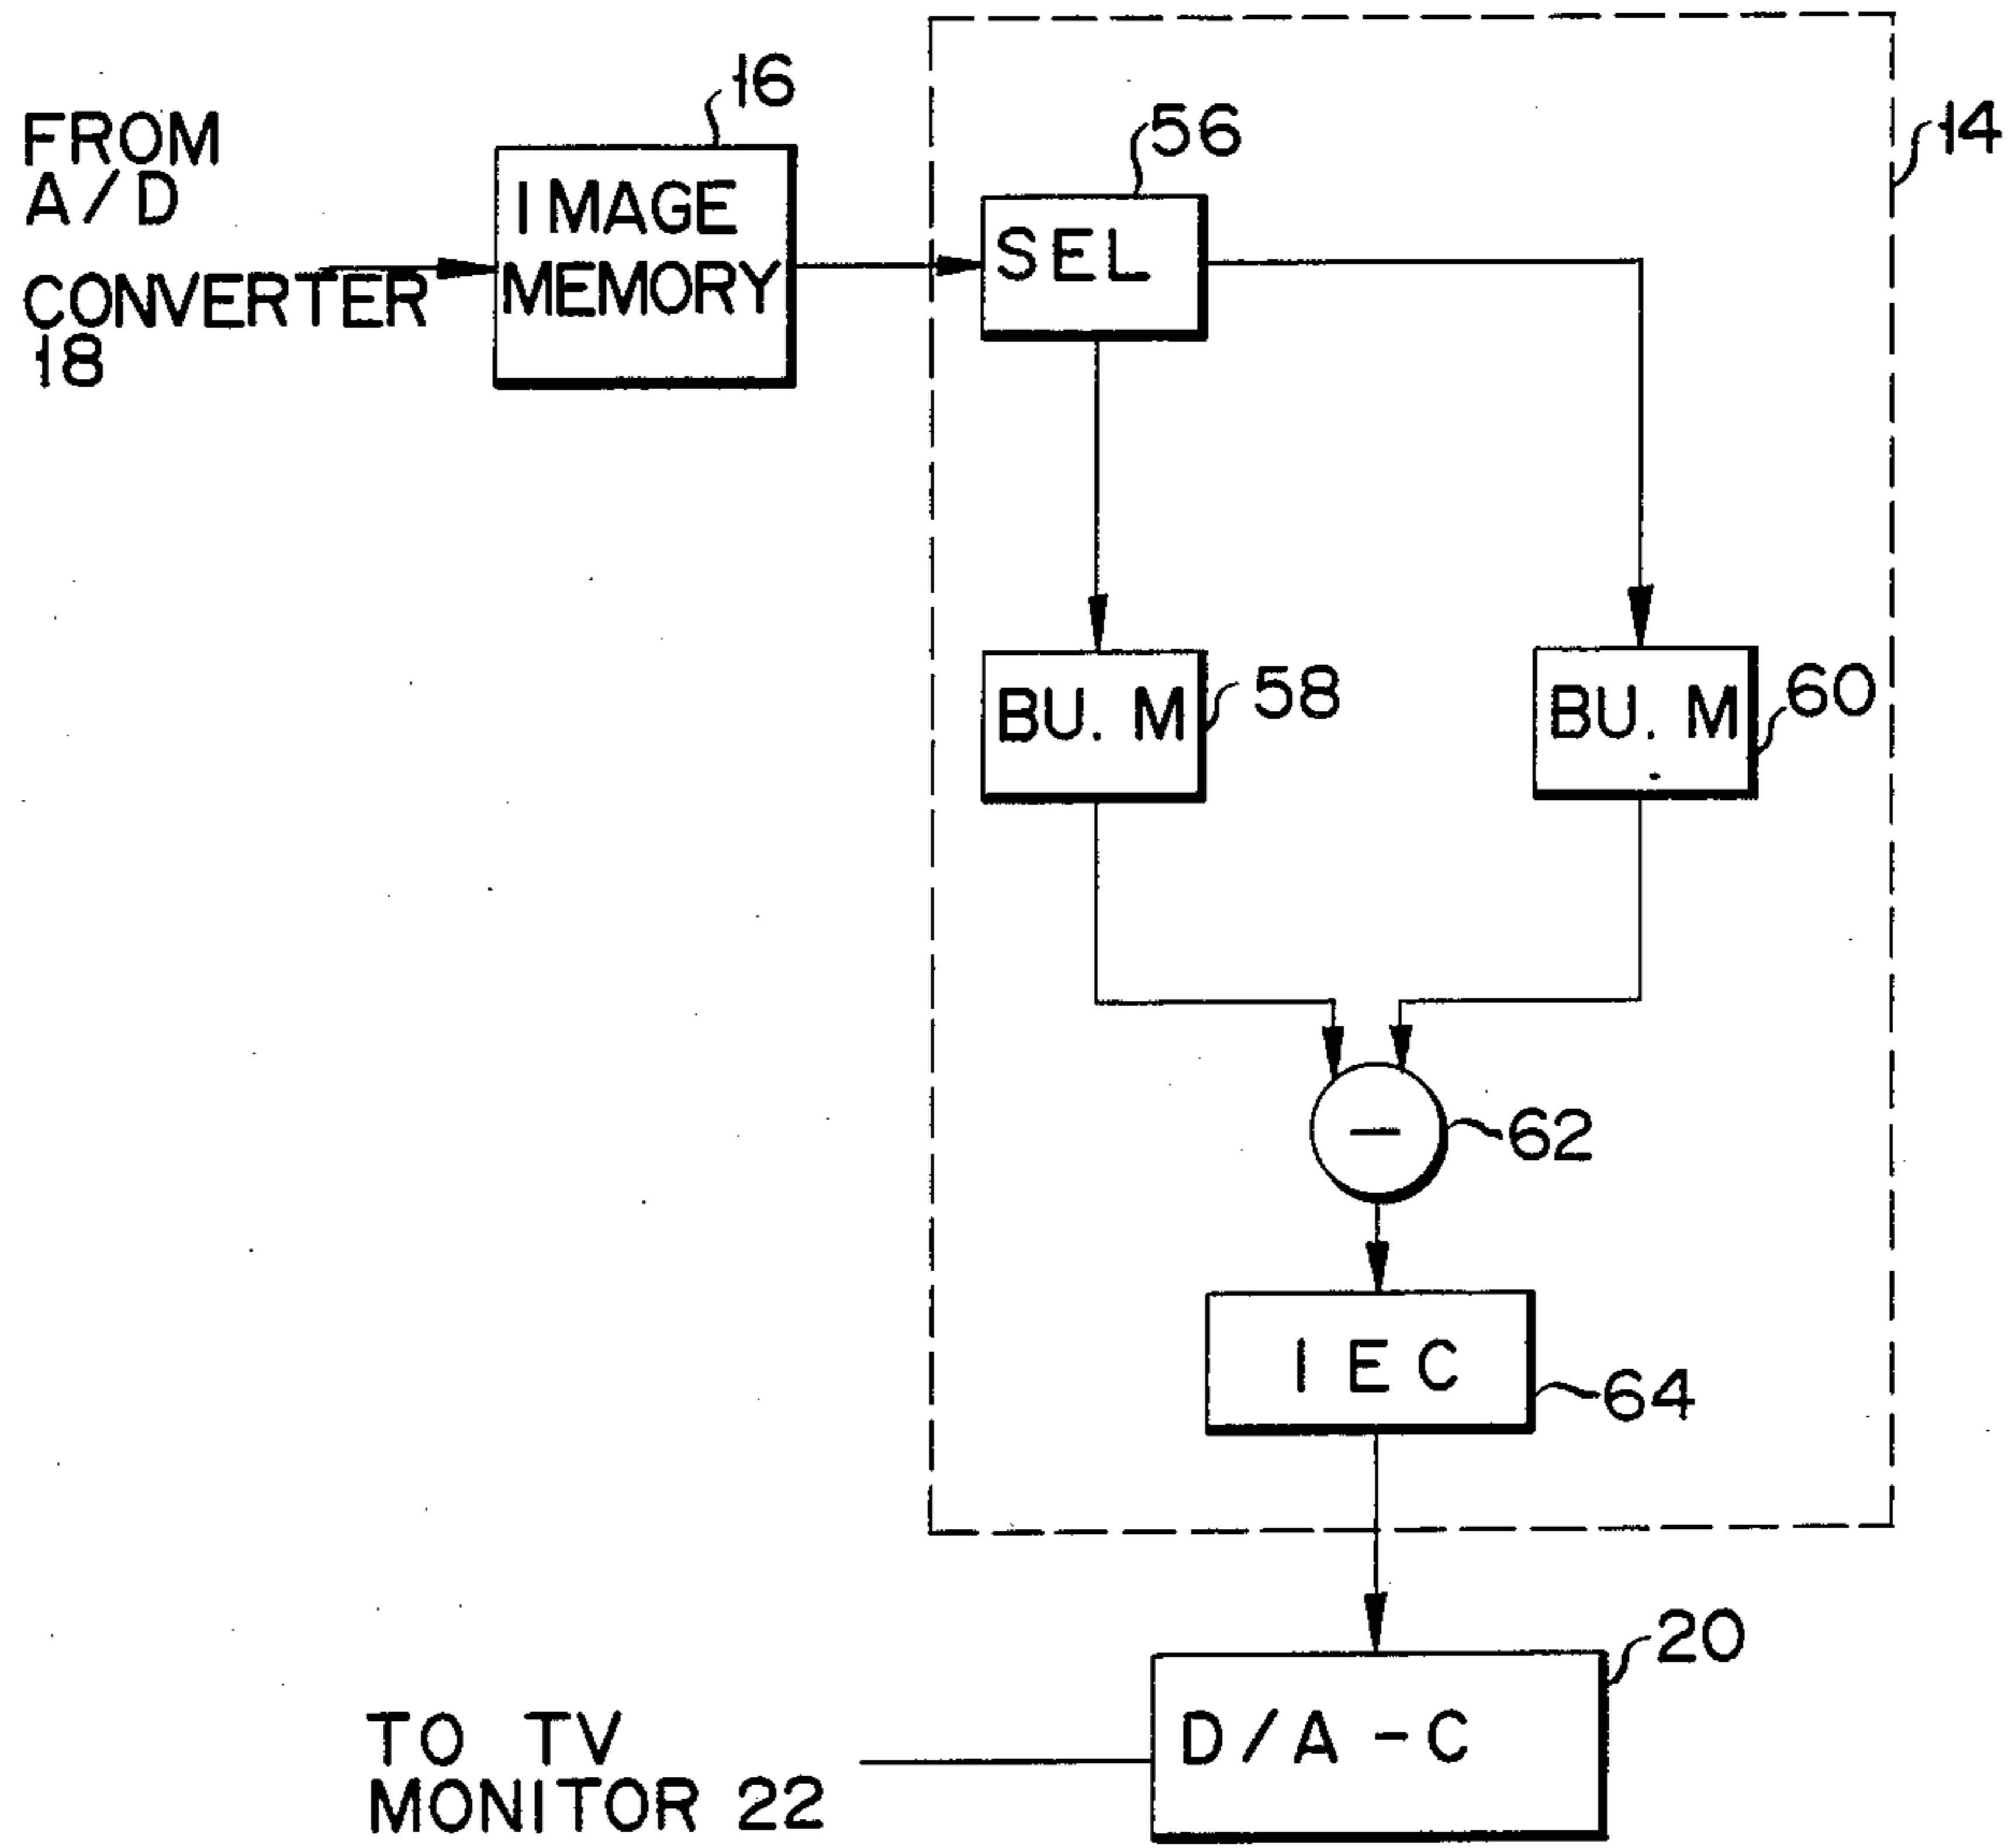 FROM
A/D
CONVERTER
18
16
IMAGE
MEMORY
14
56
SEL
BU. M
58
BU. M
60
-
62
IEC
64
20
D/A-C
TO TV
MONITOR 22